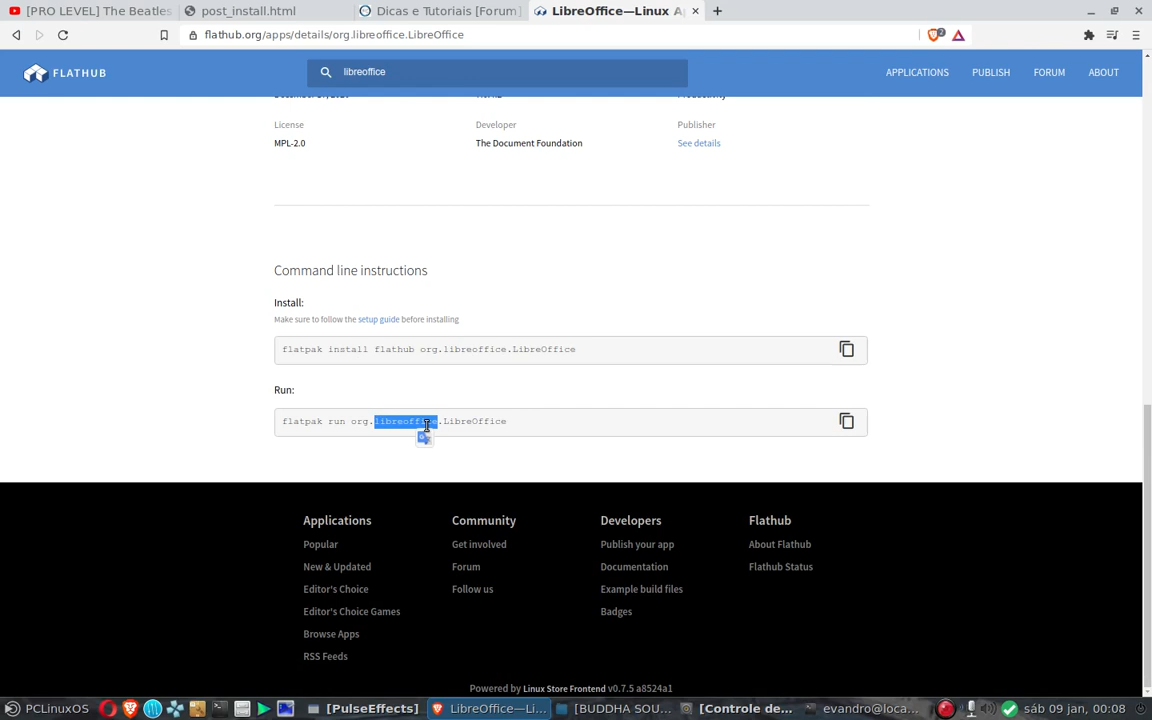 [PRO LEVEL] The Beatles
post_install.html
Dicas e Tutoriais [Forum]
LibreOffice—Linux A
flathub.org/apps/details/org.libreoffice.LibreOffice
2
FLATHUB
libreoffice
APPLICATIONS
PUBLISH
FORUM
ABOUT
Productivity
License
Developer
Publisher
MPL-2.0
The Document Foundation
See details
Command line instructions
Install:
Make sure to follow the setup guide before installing
flatpak install flathub org.libreoffice.LibreOffice
Run:
flatpak run org.libreoffice.LibreOffice
Applications
Community
Developers
Flathub
Popular
Get involved
Publish your app
About Flathub
New & Updated
Forum
Documentation
Flathub Status
Editor's Choice
Follow us
Example build files
Editor's Choice Games
Badges
Browse Apps
RSS Feeds
Powered by Linux Store Frontend v0.7.5 a8524a1
PCLinuxOS
[PulseEffects]
LibreOffice—Li...
[BUDDHA SOU...
[Controle de...
evandro@loca...
sáb 09 jan, 00:08